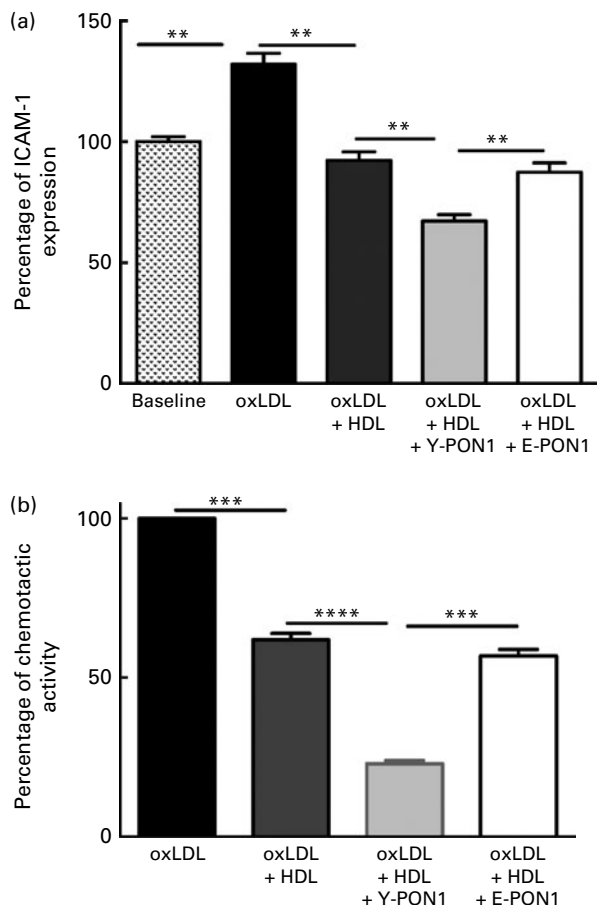 (a)
Percentage of ICAM-1
expression
150
100
50
0
** ** ** **
Baseline oxLDL oxLDL oxLDL oxLDL
+ HDL + HDL + HDL
+ Y-PON1 + E-PON1
(b)
Percentage of chemotactic
activity
100
50
0
*** **** ***
oxLDL oxLDL oxLDL oxLDL
+ HDL + HDL + HDL
+ Y-PON1 + E-PON1